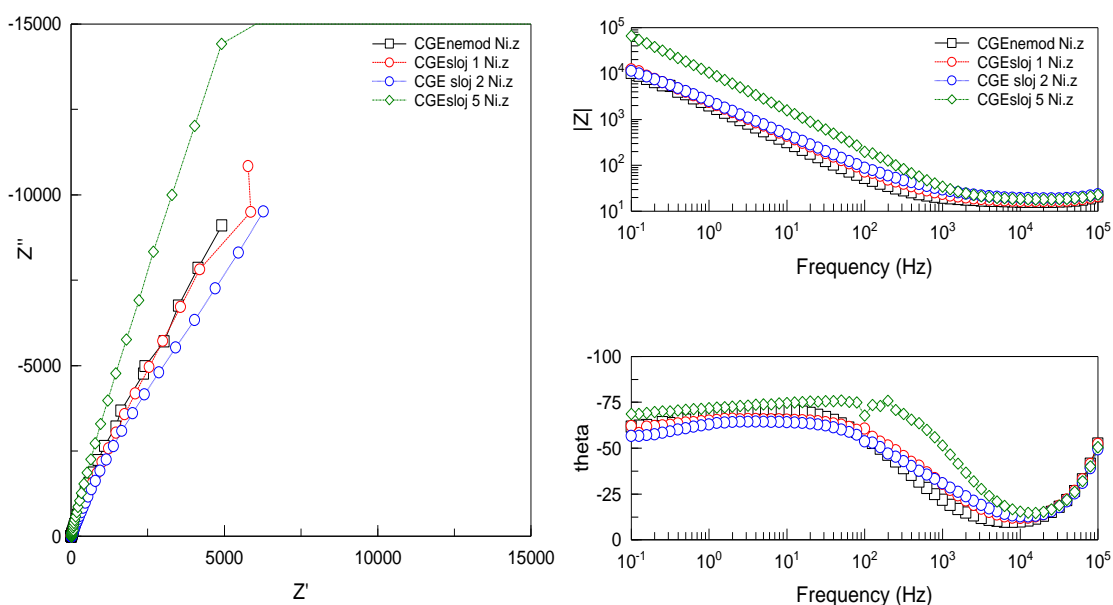 -15000
-10000
-5000
0
Z''
0
5000
10000
15000
Z'
CGEnemod Ni.z
CGEsloj 1 Ni.z
CGE sloj 2 Ni.z
CGEsloj 5 Ni.z
10^5
10^4
10^3
10^2
10^1
|Z|
10^-1
10^0
10^1
10^2
10^3
10^4
10^5
Frequency (Hz)
CGEnemod Ni.z
CGEsloj 1 Ni.z
CGE sloj 2 Ni.z
CGEsloj 5 Ni.z
-100
-75
-50
-25
0
theta
10^-1
10^0
10^1
10^2
10^3
10^4
10^5
Frequency (Hz)